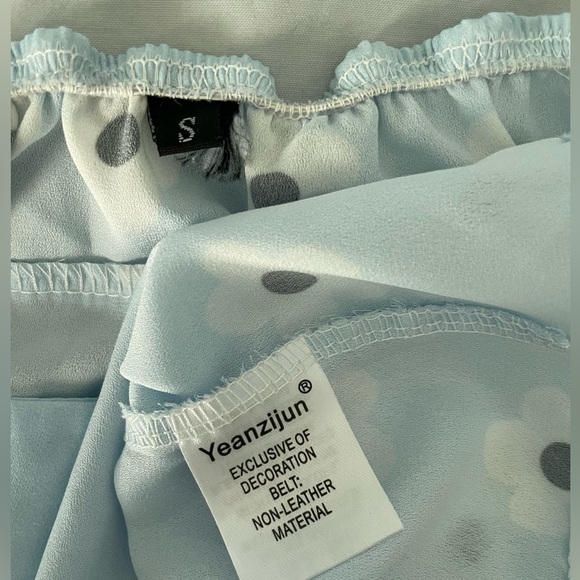 S
Yeanzijun®
EXCLUSIVE OF
DECORATION
BELT:
NON-LEATHER
MATERIAL